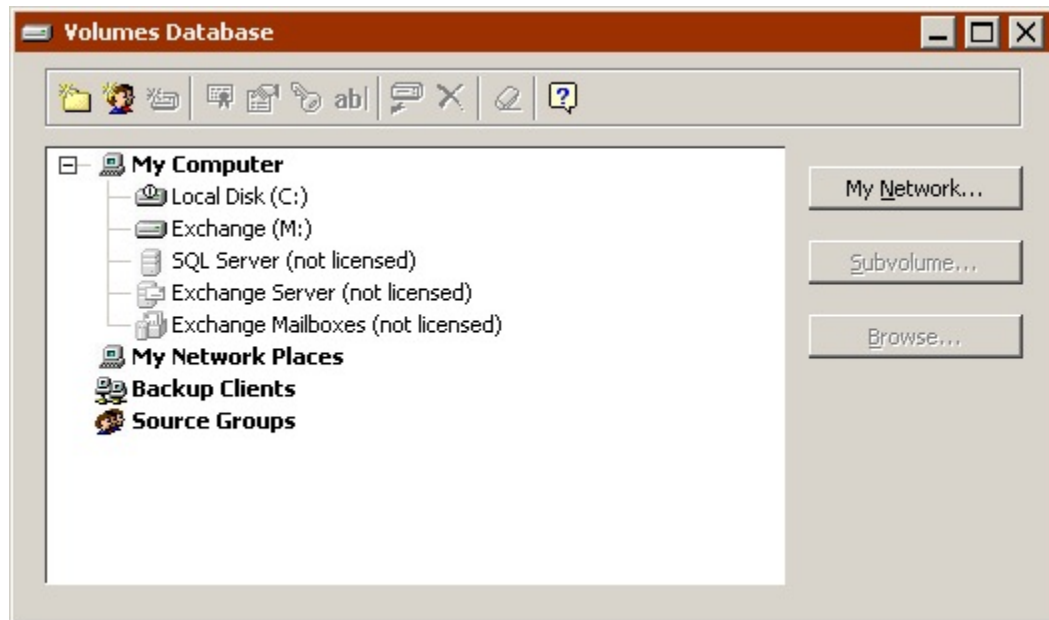 Volumes Database
ab|
My Computer
Local Disk (C:)
Exchange (M:)
SQL Server (not licensed)
Exchange Server (not licensed)
Exchange Mailboxes (not licensed)
My Network Places
Backup Clients
Source Groups
My Network...
Subvolume...
Browse...